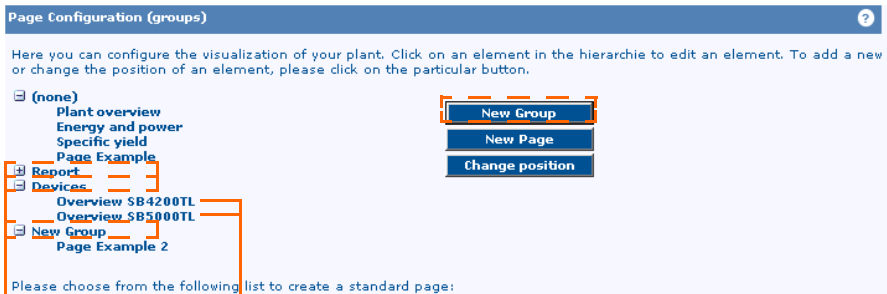 Page Configuration (groups)
?
Here you can configure the visualization of your plant. Click on an element in the hierarchie to edit an element. To add a new
or change the position of an element, please click on the particular button.
(none)
Plant overview
Energy and power
Specific yield
Page Example
Report
Devices
Overview SB4200TL
Overview SB5000TL
New Group
Page Example 2
New Group
New Page
Change position
Please choose from the following list to create a standard page: